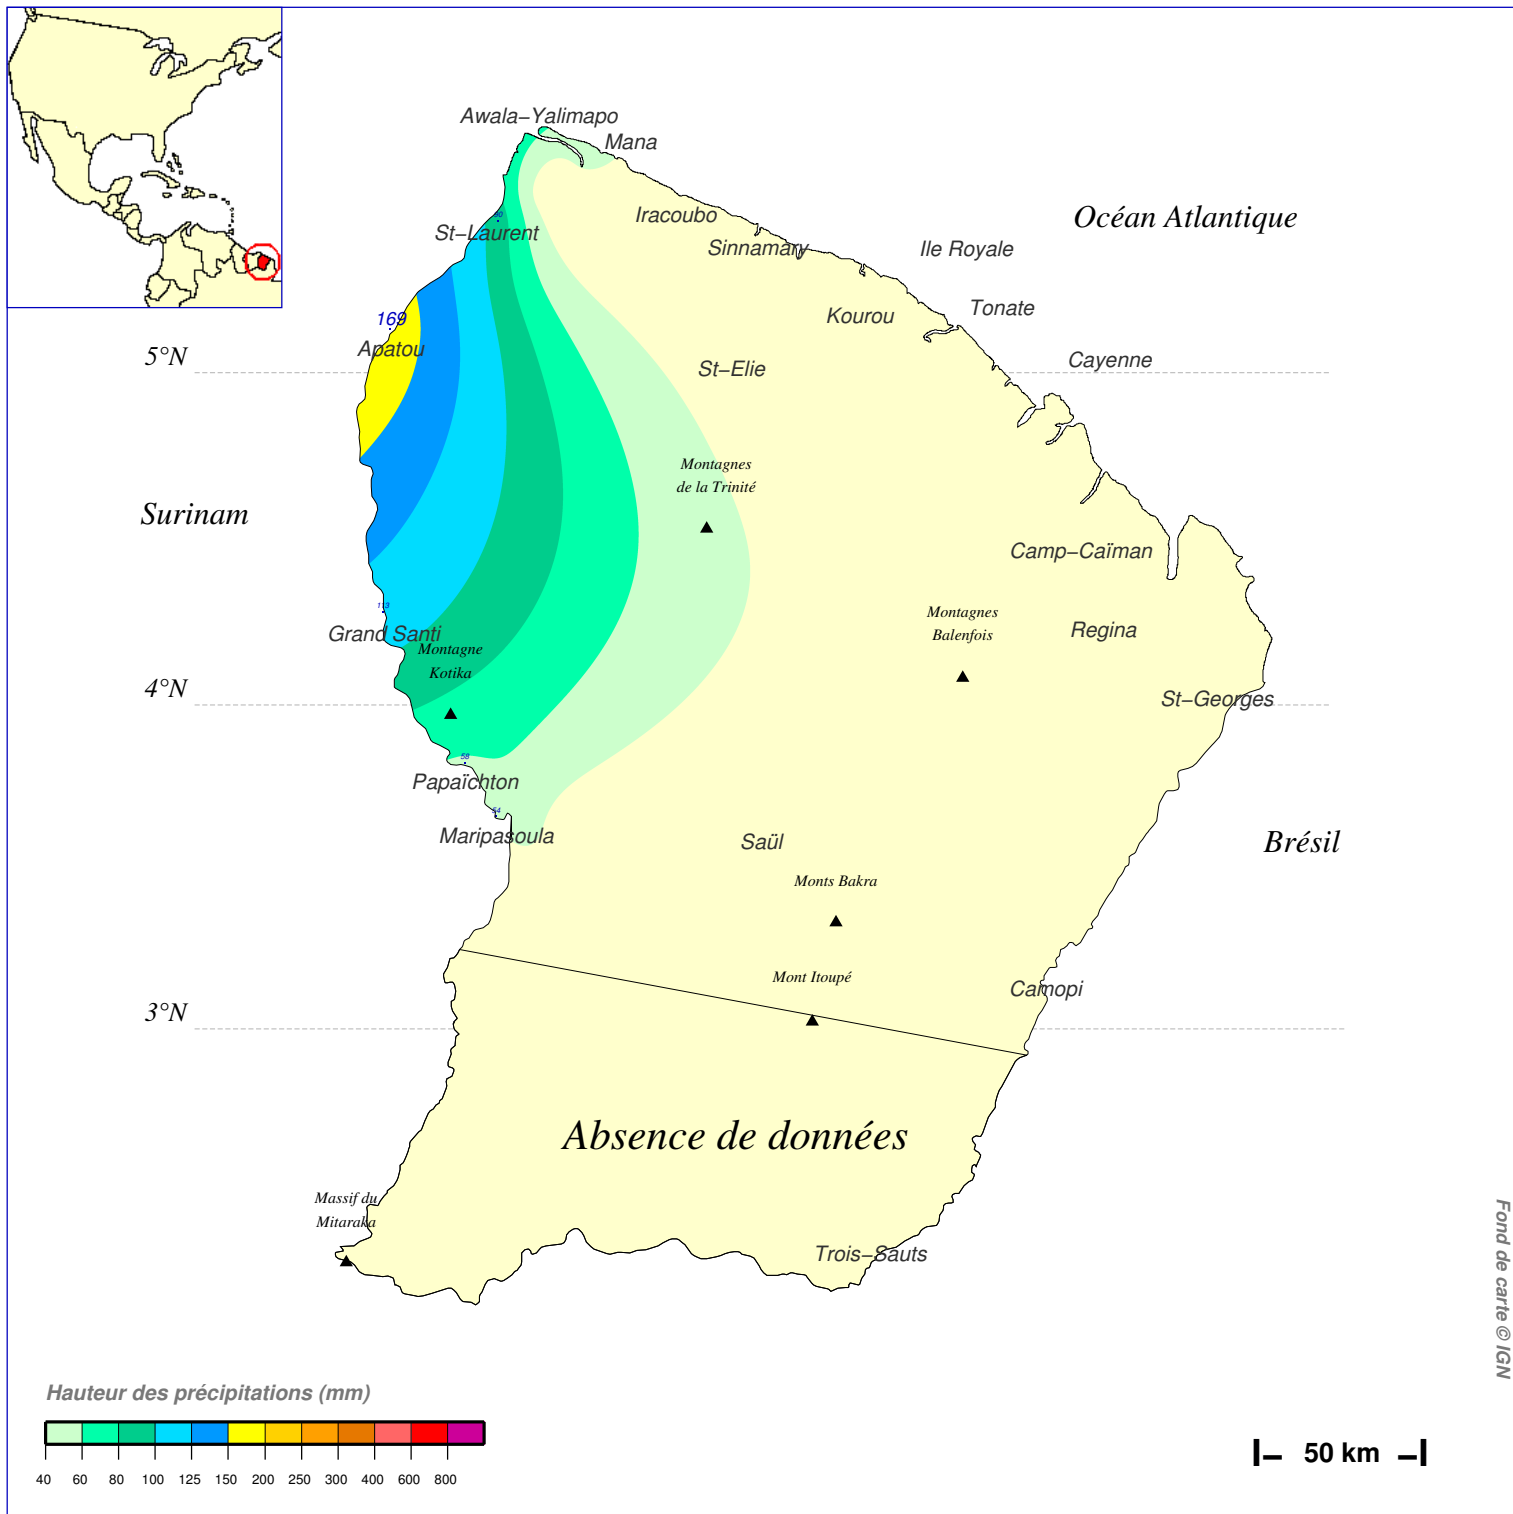 Awala−Yalimapo
Mana
Iracoubo
Océan Atlantique
80
St−Laurent
Sinnamary
Ile Royale
Tonate
169
Kourou
Apatou
5°N
Cayenne
St−Elie
Montagnes
de la Trinité
Surinam
Camp−Caïman
113
Montagnes
Balenfois
Grand Santi
Regina
Montagne
Kotika
4°N
St−Georges
58
Papaïchton
54
Maripasoula
Saül
Brésil
Monts Bakra
Mont Itoupé
Camopi
3°N
Absence de données
Massif du
Mitaraka
Trois−Sauts
Fond de carte © IGN
Hauteur des précipitations (mm)
40 60 80 100 125 150 200 250 300 400 600 800
50 km